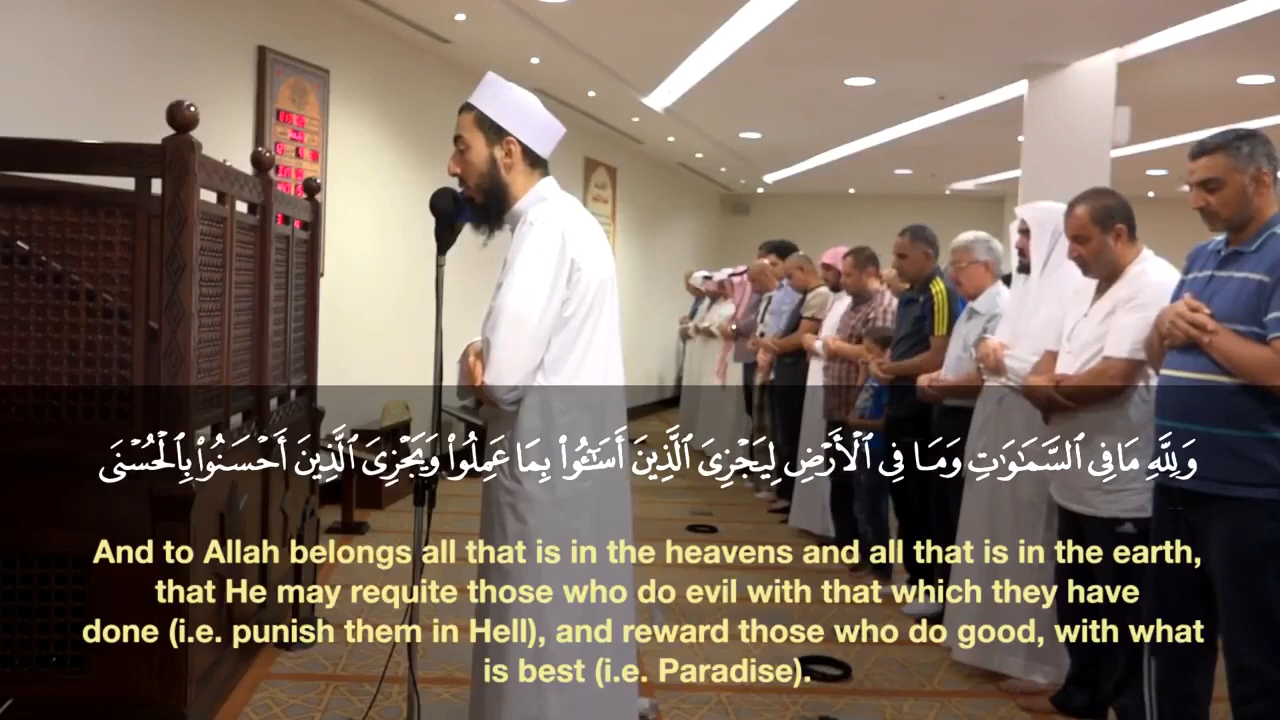 وَلِلَّهِ مَا فِي ٱلسَّمَٰوَٰتِ وَمَا فِي ٱلْأَرْضِ لِيَجْزِيَ ٱلَّذِينَ أَسَٰٓـُٔوا۟ بِمَا عَمِلُوا۟ وَيَجْزِيَ ٱلَّذِينَ أَحْسَنُوا۟ بِٱلْحُسْنَى
And to Allah belongs all that is in the heavens and all that is in the earth,
that He may requite those who do evil with that which they have
done (i.e. punish them in Hell), and reward those who do good, with what
is best (i.e. Paradise).